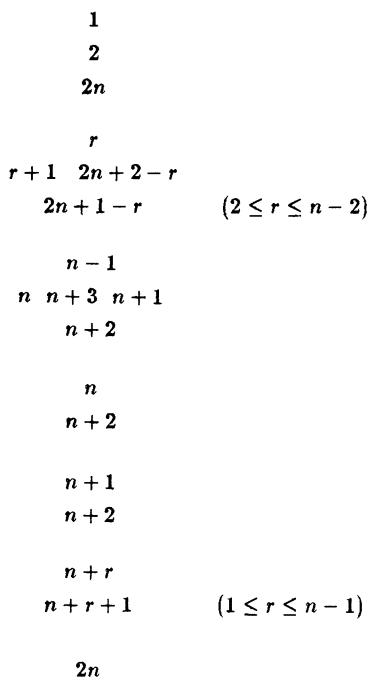 1
2
2n
r
r + 1 2n + 2 − r
2n + 1 − r (2 ≤ r ≤ n − 2)
n − 1
n n + 3 n + 1
n + 2
n
n + 2
n + 1
n + 2
n + r
n + r + 1 (1 ≤ r ≤ n − 1)
2n